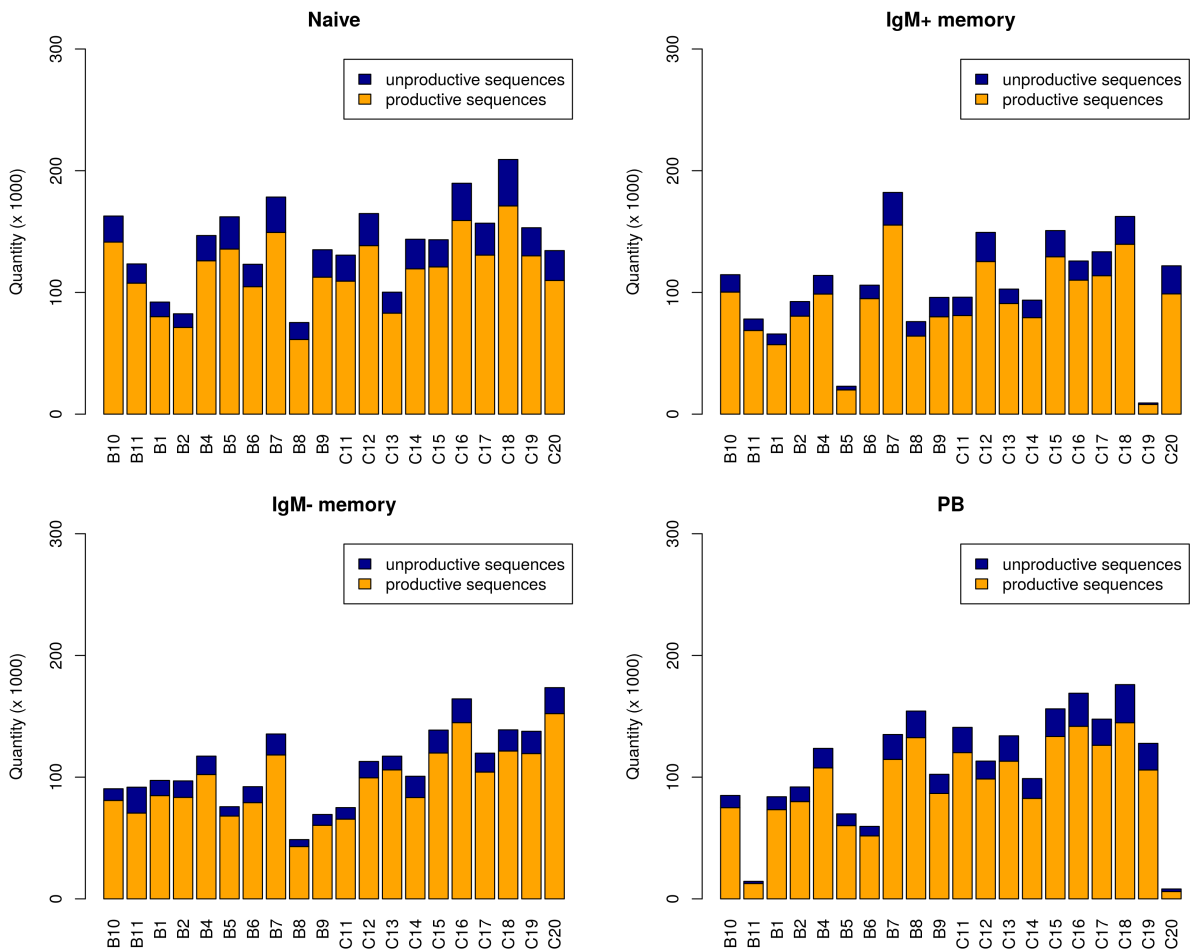 Naive
Quantity (x 1000)
300
200
100
0
unproductive sequences
productive sequences
B10 B11 B1 B2 B4 B5 B6 B7 B8 B9 C11 C12 C13 C14 C15 C16 C17 C18 C19 C20
IgM+ memory
Quantity (x 1000)
300
200
100
0
unproductive sequences
productive sequences
B10 B11 B1 B2 B4 B5 B6 B7 B8 B9 C11 C12 C13 C14 C15 C16 C17 C18 C19 C20
IgM- memory
Quantity (x 1000)
300
200
100
0
unproductive sequences
productive sequences
B10 B11 B1 B2 B4 B5 B6 B7 B8 B9 C11 C12 C13 C14 C15 C16 C17 C18 C19 C20
PB
Quantity (x 1000)
300
200
100
0
unproductive sequences
productive sequences
B10 B11 B1 B2 B4 B5 B6 B7 B8 B9 C11 C12 C13 C14 C15 C16 C17 C18 C19 C20